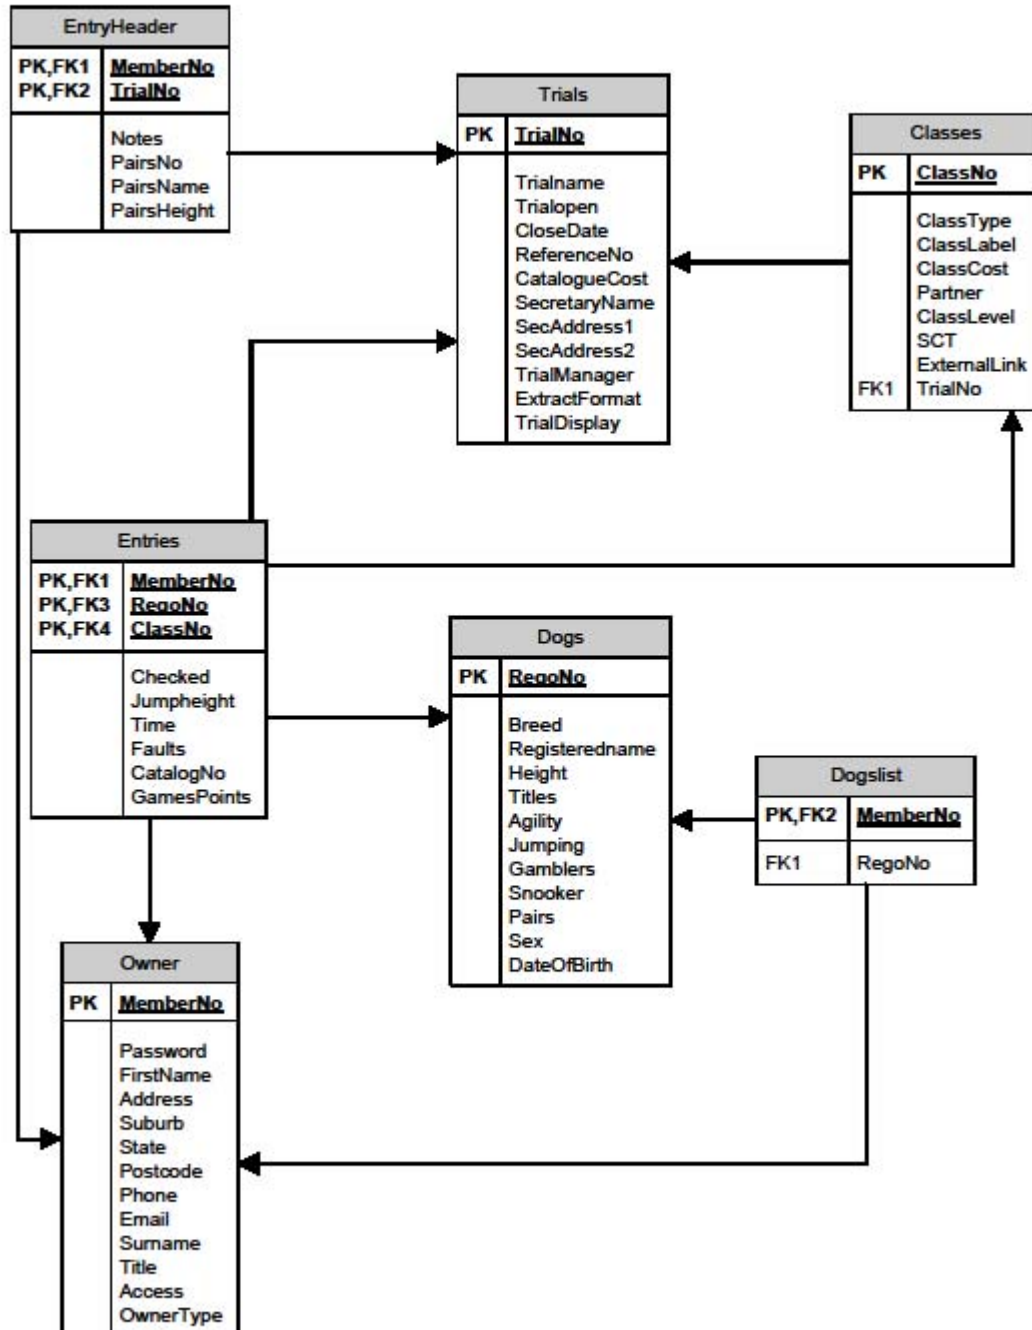 EntryHeader
PK,FK1 MemberNo
PK,FK2 TrialNo
Notes
PairsNo
PairsName
PairsHeight
Trials
PK TrialNo
Trialname
Trialopen
CloseDate
ReferenceNo
CatalogueCost
SecretaryName
SecAddress1
SecAddress2
TrialManager
ExtractFormat
TrialDisplay
Classes
PK ClassNo
ClassType
ClassLabel
ClassCost
Partner
ClassLevel
SCT
ExternalLink
FK1 TrialNo
Entries
PK,FK1 MemberNo
PK,FK3 RegoNo
PK,FK4 ClassNo
Checked
Jumpheight
Time
Faults
CatalogNo
GamesPoints
Dogs
PK RegoNo
Breed
Registeredname
Height
Titles
Agility
Jumping
Gamblers
Snooker
Pairs
Sex
DateOfBirth
Dogslist
PK,FK2 MemberNo
FK1 RegoNo
Owner
PK MemberNo
Password
FirstName
Address
Suburb
State
Postcode
Phone
Email
Surname
Title
Access
OwnerType